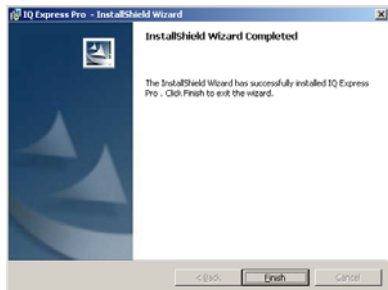 IQ Express Pro - InstallShield Wizard
InstallShield Wizard Completed
The InstallShield Wizard has successfully installed IQ Express
Pro . Click Finish to exit the wizard.
< Back
Finish
Cancel